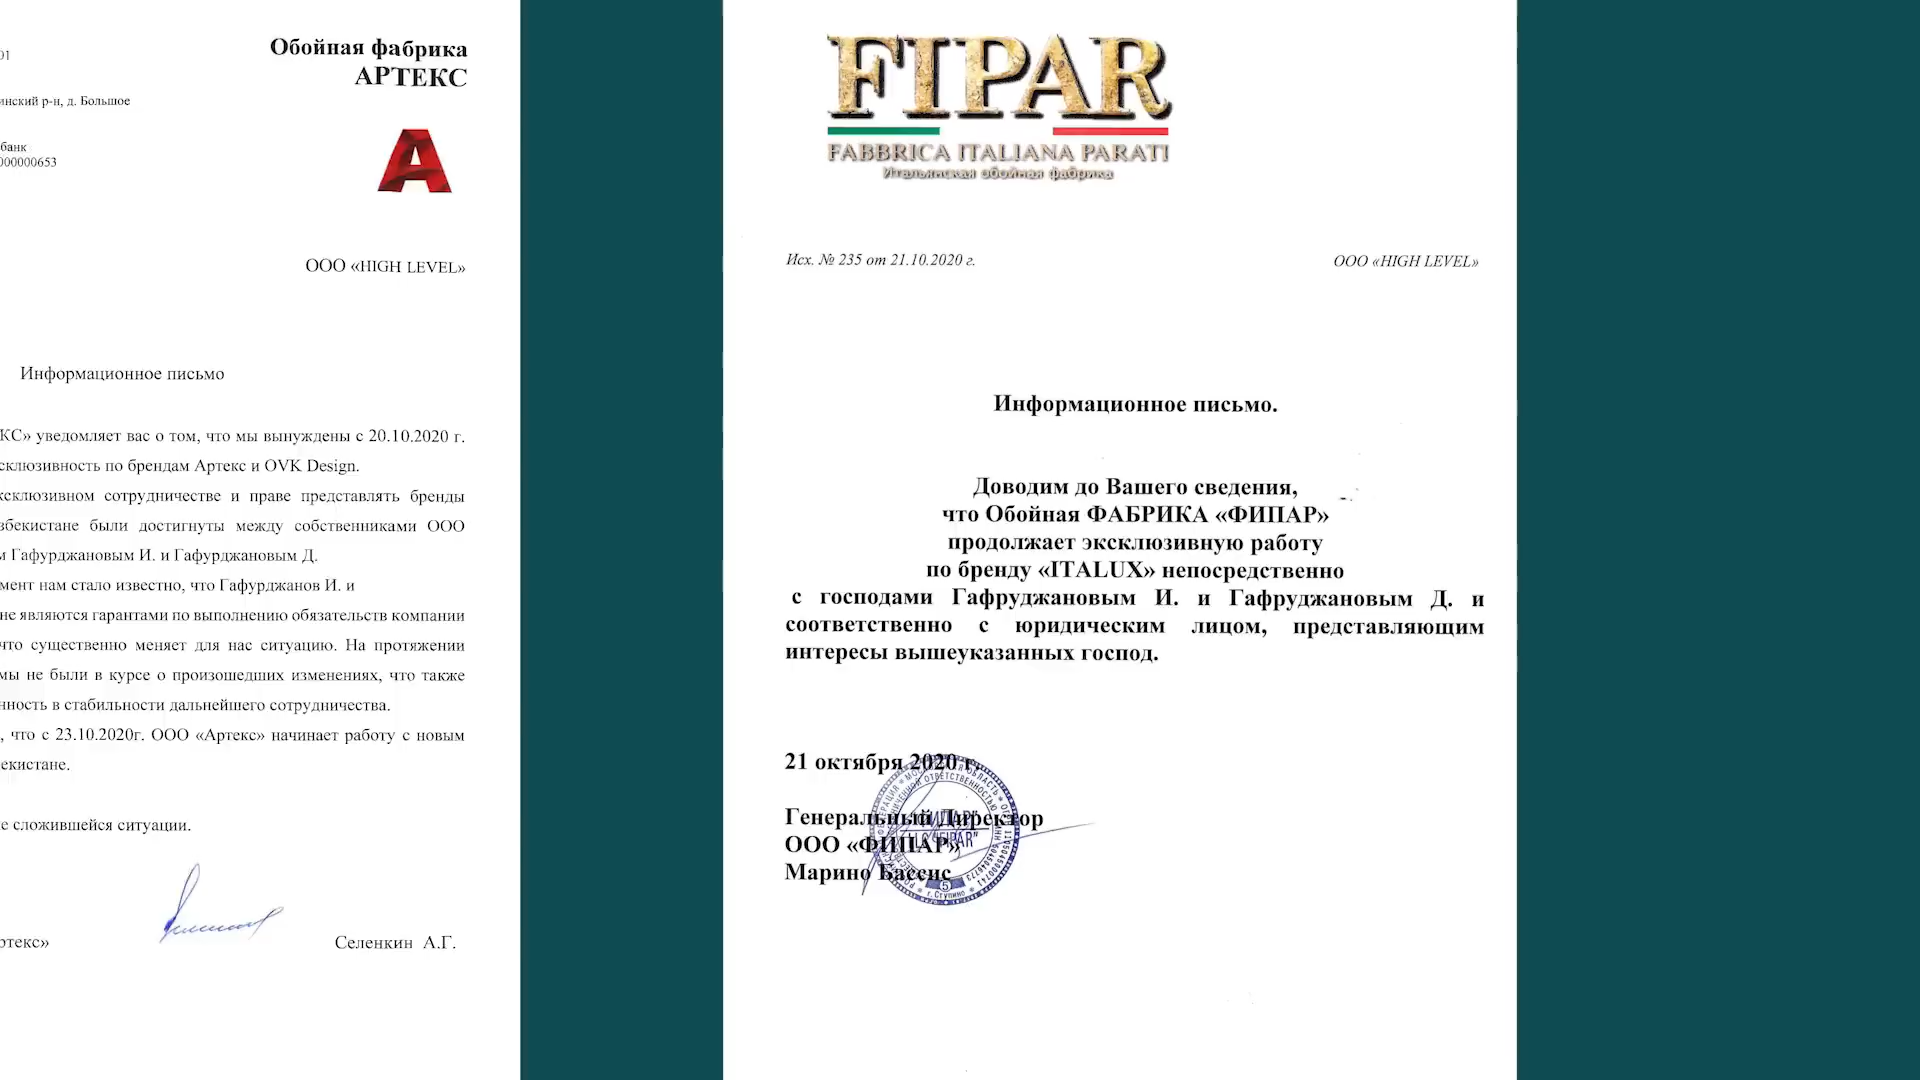 01
Обойная фабрика
АРТЕКС
инский р-н, д. Большое
банк
000000653
ООО «HIGH LEVEL»
Информационное письмо
КС» уведомляет вас о том, что мы вынуждены с 20.10.2020 г.
склюзивность по брендам Артекс и OVK Design.
ксклюзивном сотрудничестве и праве представлять бренды
збекистане были достигнуты между собственниками ООО
м Гафурджановым И. и Гафурджановым Д.
мент нам стало известно, что Гафурджанов И. и
не являются гарантами по выполнению обязательств компании
что существенно меняет для нас ситуацию. На протяжении
мы не были в курсе о произошедших изменениях, что также
нность в стабильности дальнейшего сотрудничества.
, что с 23.10.2020г. ООО «Артекс» начинает работу с новым
екистане.
е сложившейся ситуации.
ртекс»
Селенкин А.Г.
FIPAR
FABBRICA ITALIANA PARATI
Итальянская обойная фабрика
Исх. № 235 от 21.10.2020 г.
ООО «HIGH LEVEL»
Информационное письмо.
Доводим до Вашего сведения,
что Обойная ФАБРИКА «ФИПАР»
продолжает эксклюзивную работу
по бренду «ITALUX» непосредственно
с господами Гафруджановым И. и Гафруджановым Д. и
соответственно с юридическим лицом, представляющим
интересы вышеуказанных господ.
21 октября 2020 г.
Генеральный Директор
ООО «ФИПАР»
Марино Бассис
"ФИПАР"
LLC "FIPAR"
г. Ступино